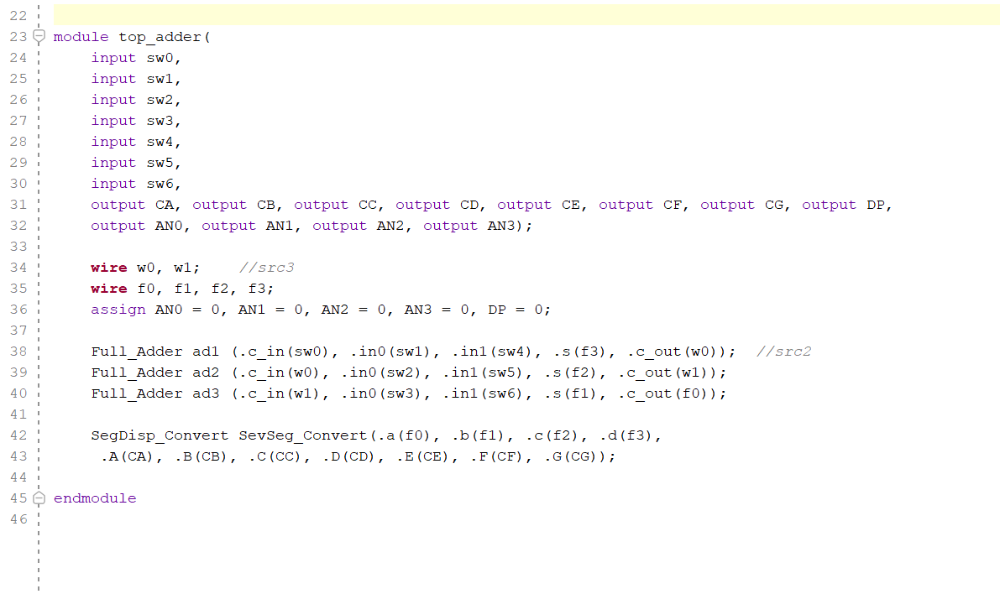 22
23 module top_adder(
24 input sw0,
25 input sw1,
26 input sw2,
27 input sw3,
28 input sw4,
29 input sw5,
30 input sw6,
31 output CA, output CB, output CC, output CD, output CE, output CF, output CG, output DP,
32 output AN0, output AN1, output AN2, output AN3);
33
34 wire w0, w1; //src3
35 wire f0, f1, f2, f3;
36 assign AN0 = 0, AN1 = 0, AN2 = 0, AN3 = 0, DP = 0;
37
38 Full_Adder ad1 (.c_in(sw0), .in0(sw1), .in1(sw4), .s(f3), .c_out(w0)); //src2
39 Full_Adder ad2 (.c_in(w0), .in0(sw2), .in1(sw5), .s(f2), .c_out(w1));
40 Full_Adder ad3 (.c_in(w1), .in0(sw3), .in1(sw6), .s(f1), .c_out(f0));
41
42 SegDisp_Convert SevSeg_Convert(.a(f0), .b(f1), .c(f2), .d(f3),
43 .A(CA), .B(CB), .C(CC), .D(CD), .E(CE), .F(CF), .G(CG));
44
45 endmodule
46